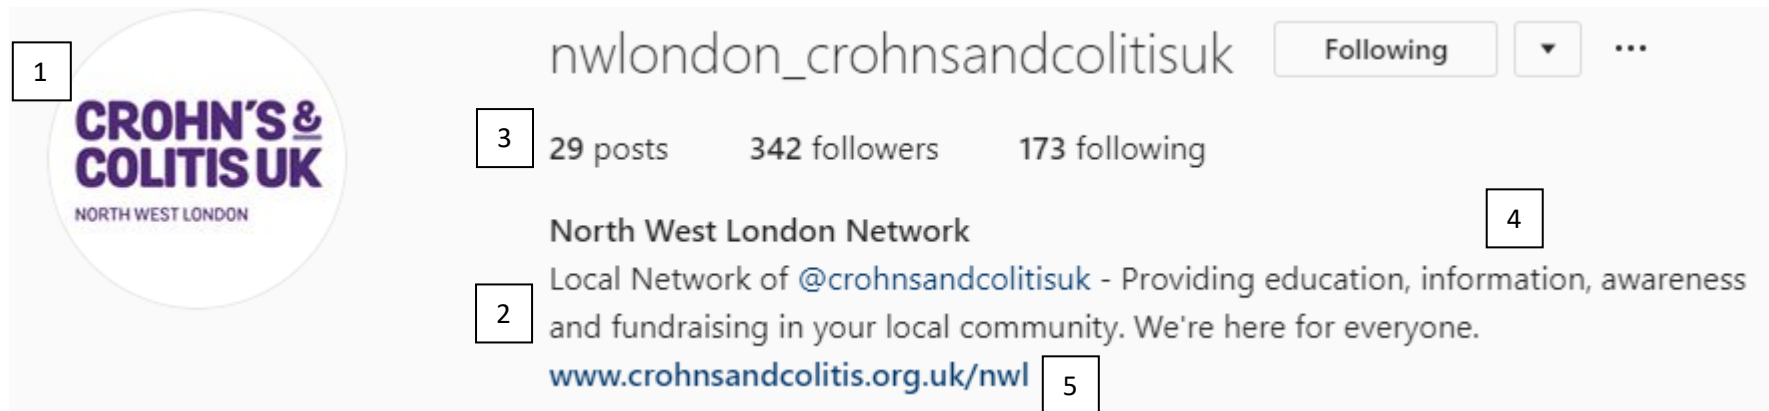 1
CROHN'S &
COLITIS UK
NORTH WEST LONDON
nwlondon_crohnsandcolitisuk Following ▼ ...
3
29 posts 342 followers 173 following
4
North West London Network
Local Network of @crohnsandcolitisuk - Providing education, information, awareness
2
and fundraising in your local community. We're here for everyone.
www.crohnsandcolitis.org.uk/nwl
5